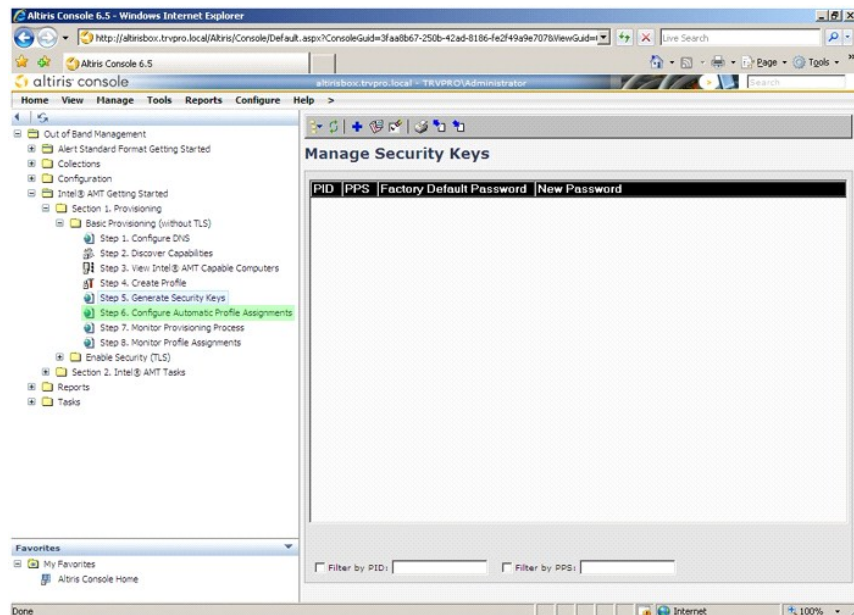 Altiris Console 6.5 - Windows Internet Explorer
http://altirisbox.trvpro.local/Altiris/Console/Default.aspx?ConsoleGuid=3faa8b67-250b-42ad-8186-fe2f49a9e707&ViewGuid=
Live Search
Altiris Console 6.5
Page
Tools
altiris console
altirisbox.trvpro.local - TRVPRO\Administrator
Search
Home View Manage Tools Reports Configure Help >
Out of Band Management
Alert Standard Format Getting Started
Collections
Configuration
Intel® AMT Getting Started
Section 1. Provisioning
Basic Provisioning (without TLS)
Step 1. Configure DNS
Step 2. Discover Capabilities
Step 3. View Intel® AMT Capable Computers
Step 4. Create Profile
Step 5. Generate Security Keys
Step 6. Configure Automatic Profile Assignments
Step 7. Monitor Provisioning Process
Step 8. Monitor Profile Assignments
Enable Security (TLS)
Section 2. Intel® AMT Tasks
Reports
Tasks
Manage Security Keys
PID PPS Factory Default Password New Password
Filter by PID:
Filter by PPS:
Favorites
My Favorites
Altiris Console Home
Done
Internet
100%